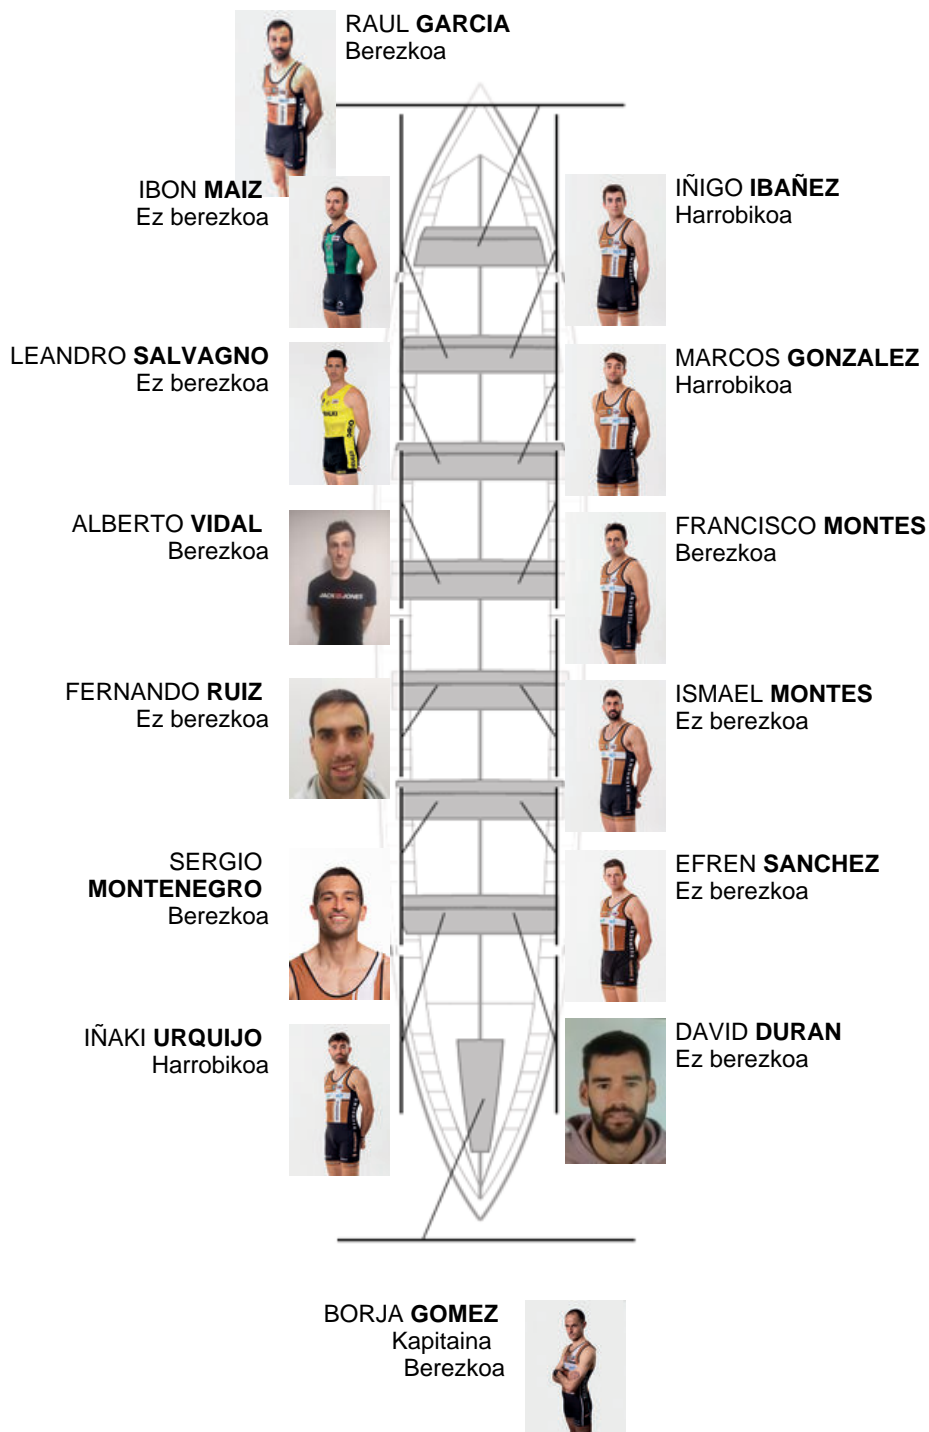 RAUL GARCIA
Berezkoa
IBON MAIZ
Ez berezkoa
IÑIGO IBAÑEZ
Harrobikoa
LEANDRO SALVAGNO
Ez berezkoa
MARCOS GONZALEZ
Harrobikoa
ALBERTO VIDAL
Berezkoa
JACK JONES
FRANCISCO MONTES
Berezkoa
FERNANDO RUIZ
Ez berezkoa
ISMAEL MONTES
Ez berezkoa
SERGIO
MONTENEGRO
Berezkoa
EFREN SANCHEZ
Ez berezkoa
IÑAKI URQUIJO
Harrobikoa
DAVID DURAN
Ez berezkoa
BORJA GOMEZ
Kapitaina
Berezkoa